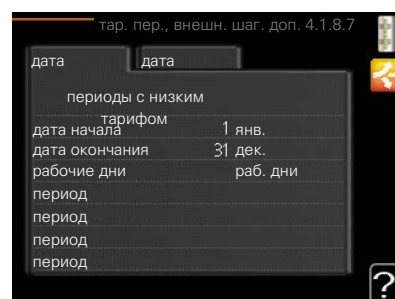 тар. пер., внешн. шаг. доп. 4.1.8.7
дата дата
периоды с низким
тарифом
дата начала 1 янв.
дата окончания 31 дек.
рабочие дни раб. дни
период
период
период
период
?